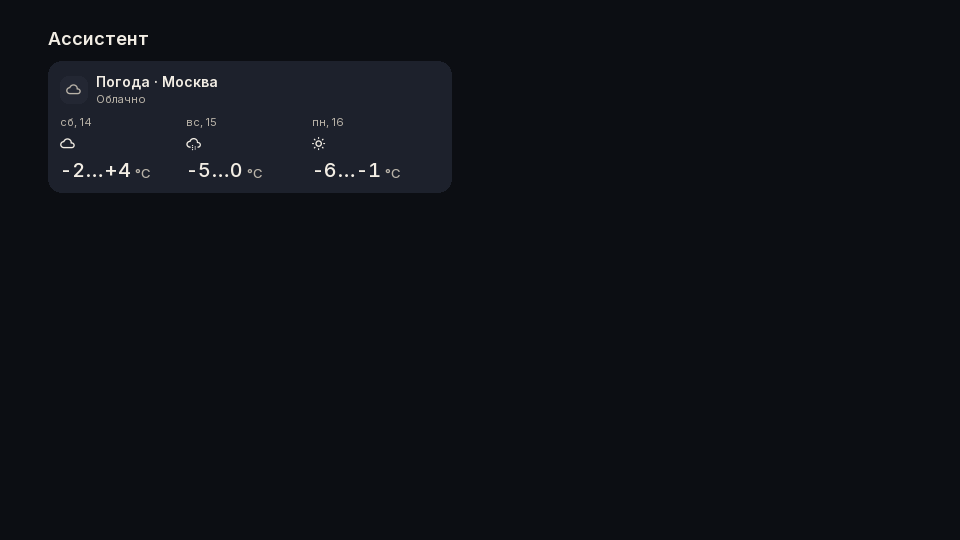 Ассистент
Погода · Москва
Облачно
сб, 14
вс, 15
пн, 16
-2…+4 °C
-5…0 °C
-6…-1 °C